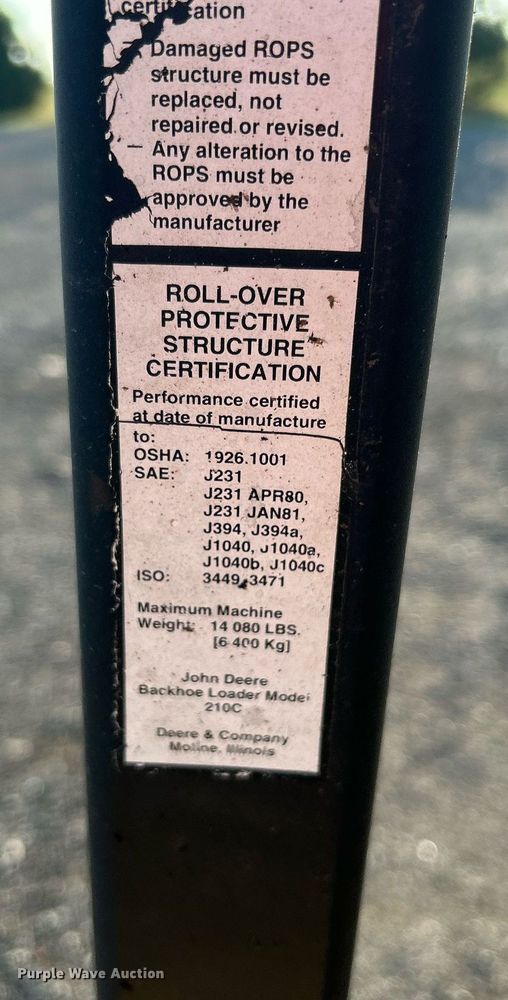 certification
Damaged ROPS
structure must be
replaced, not
repaired or revised.
— Any alteration to the
ROPS must be
approved by the
manufacturer
ROLL-OVER
PROTECTIVE
STRUCTURE
CERTIFICATION
Performance certified
at date of manufacture
to:
OSHA: 1926.1001
SAE: J231
J231 APR80,
J231 JAN81,
J394, J394a,
J1040, J1040a,
J1040b, J1040c
ISO: 3449, 3471
Maximum Machine
Weight: 14 080 LBS.
[6 400 Kg]
John Deere
Backhoe Loader Model
210C
Deere & Company
Moline, Illinois
Purple Wave Auction